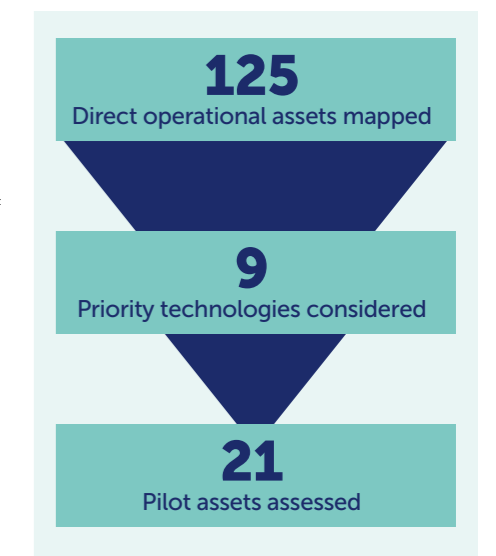 125
Direct operational assets mapped
9
Priority technologies considered
21
Pilot assets assessed